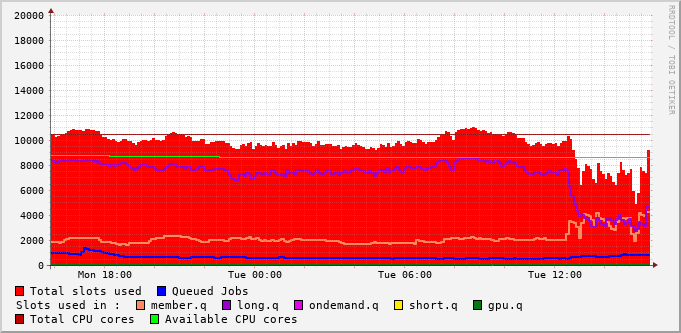 20000
18000
16000
14000
12000
10000
8000
6000
4000
2000
0
Mon 18:00 Tue 00:00 Tue 06:00 Tue 12:00
RRDTOOL / TOBI OETIKER
Total slots used Queued Jobs
Slots used in : member.q long.q ondemand.q short.q gpu.q
Total CPU cores Available CPU cores